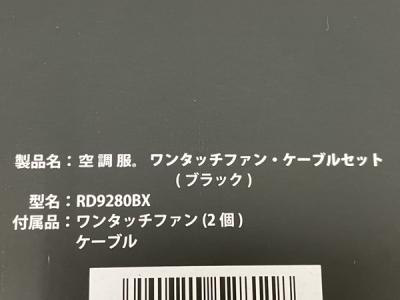 製品名：空調服。ワンタッチファン・ケーブルセット
(ブラック)
型名：RD9280BX
付属品：ワンタッチファン(2個)
ケーブル